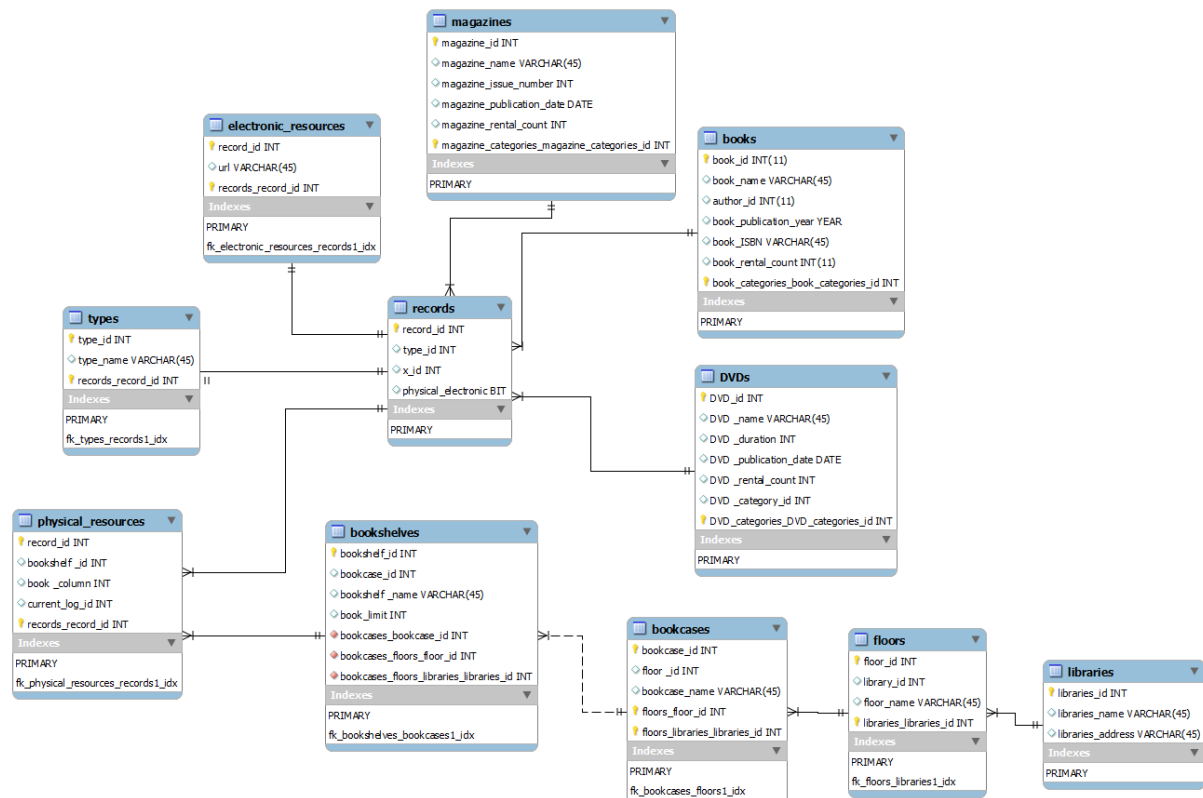 magazines
magazine_id INT
magazine_name VARCHAR(45)
magazine_issue_number INT
magazine_publication_date DATE
magazine_rental_count INT
magazine_categories_magazine_categories_id INT
Indexes
PRIMARY
electronic_resources
record_id INT
url VARCHAR(45)
records_record_id INT
Indexes
PRIMARY
fk_electronic_resources_records1_idx
books
book_id INT(11)
book_name VARCHAR(45)
author_id INT(11)
book_publication_year YEAR
book_ISBN VARCHAR(45)
book_rental_count INT(11)
book_categories_book_categories_id INT
Indexes
PRIMARY
types
type_id INT
type_name VARCHAR(45)
records_record_id INT
Indexes
PRIMARY
fk_types_records1_idx
records
record_id INT
type_id INT
x_id INT
physical_electronic BIT
Indexes
PRIMARY
DVDs
DVD_id INT
DVD _name VARCHAR(45)
DVD _duration INT
DVD _publication_date DATE
DVD _rental_count INT
DVD _category_id INT
DVD_categories_DVD_categories_id INT
Indexes
PRIMARY
physical_resources
record_id INT
bookshelf _id INT
book _column INT
current_log_id INT
records_record_id INT
Indexes
PRIMARY
fk_physical_resources_records1_idx
bookshelves
bookshelf_id INT
bookcase_id INT
bookshelf _name VARCHAR(45)
book_limit INT
bookcases_bookcase_id INT
bookcases_floors_floor_id INT
bookcases_floors_libraries_libraries_id INT
Indexes
PRIMARY
fk_bookshelves_bookcases1_idx
bookcases
bookcase_id INT
floor _id INT
bookcase_name VARCHAR(45)
floors_floor_id INT
floors_libraries_libraries_id INT
Indexes
PRIMARY
fk_bookcases_floors1_idx
floors
floor_id INT
library_id INT
floor_name VARCHAR(45)
libraries_libraries_id INT
Indexes
PRIMARY
fk_floors_libraries1_idx
libraries
libraries_id INT
libraries_name VARCHAR(45)
libraries_address VARCHAR(45)
Indexes
PRIMARY